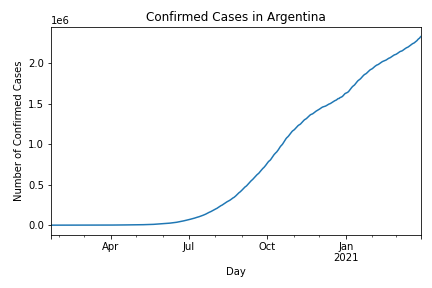 Confirmed Cases in Argentina
1e6
Number of Confirmed Cases
2.0
1.5
1.0
0.5
0.0
Apr
Jul
Oct
Jan
2021
Day